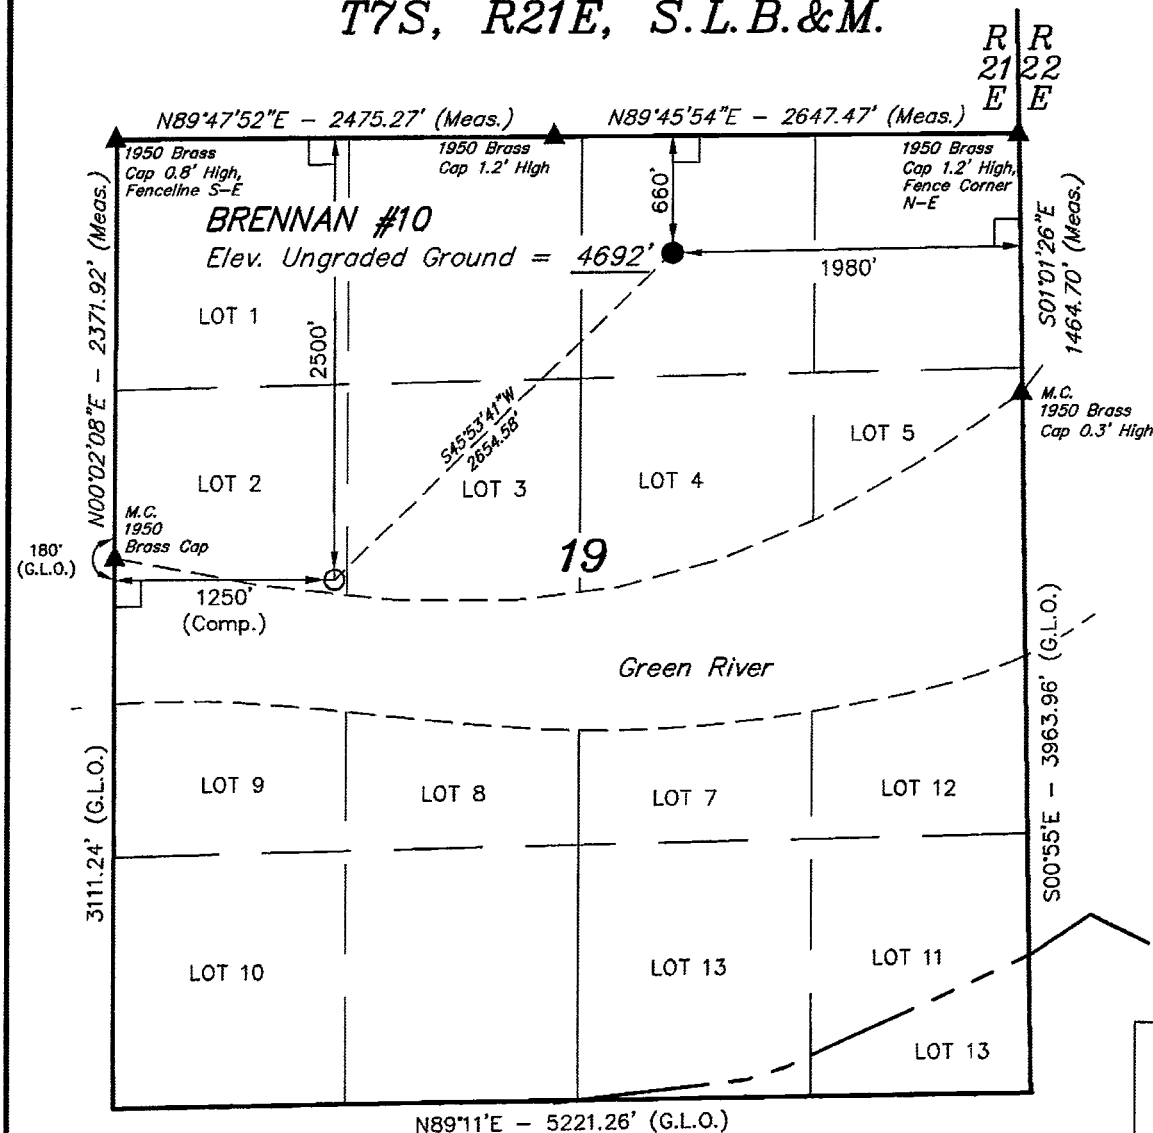 T7S, R21E, S.L.B.&M.
R R
21 22
E E
N89°47'52"E - 2475.27' (Meas.)
N89°45'54"E - 2647.47' (Meas.)
1950 Brass
Cap 0.8' High,
Fenceline S-E
1950 Brass
Cap 1.2' High
1950 Brass
Cap 1.2' High,
Fence Corner
N-E
N00°02'08"E - 2371.92' (Meas.)
BRENNAN #10
Elev. Ungraded Ground = 4692'
660'
1980'
S01°01'26"E
1464.70' (Meas.)
LOT 1
2500'
S45°53'41"W
2654.58'
M.C.
1950 Brass
Cap 0.3' High
LOT 5
LOT 2
LOT 3
LOT 4
M.C.
1950
Brass Cap
180°
(G.L.O.)
19
1250'
(Comp.)
Green River
S00°55'E - 3963.96' (G.L.O.)
3111.24' (G.L.O.)
LOT 9
LOT 8
LOT 7
LOT 12
LOT 10
LOT 13
LOT 11
LOT 13
N89°11'E - 5221.26' (G.L.O.)